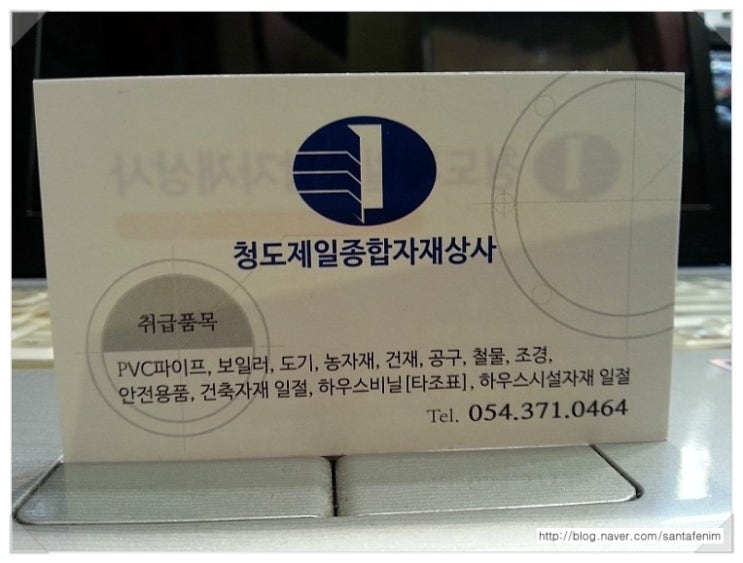 청도제일종합자재상사
취급품목
PVC파이프, 보일러, 도기, 농자재, 건재, 공구, 철물, 조경,
안전용품, 건축자재 일절, 하우스비닐[타조표], 하우스시설자재 일절
Tel. 054.371.0464
http://blog.naver.com/santafenim